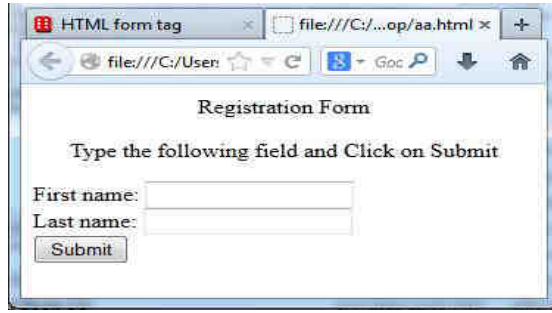 HTML form tag
file:///C:/...op/aa.html
file:///C:/User:
8
Goc
Registration Form
Type the following field and Click on Submit
First name:
Last name:
Submit